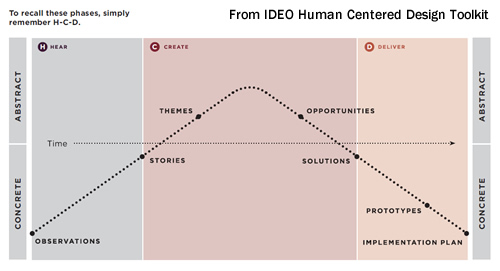 To recall these phases, simply
remember H-C-D.
From IDEO Human Centered Design Toolkit
H HEAR
C CREATE
D DELIVER
ABSTRACT
ABSTRACT
THEMES
OPPORTUNITIES
Time
STORIES
SOLUTIONS
CONCRETE
CONCRETE
PROTOTYPES
OBSERVATIONS
IMPLEMENTATION PLAN